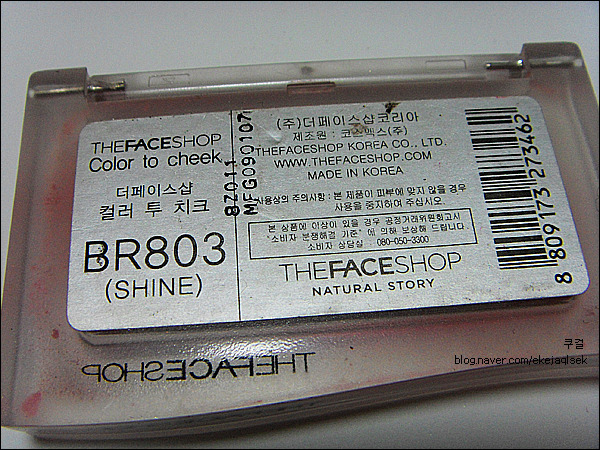 THEFACESHOP
Color to cheek
더페이스샵
컬러 투 치크
BR803
(SHINE)
8Z011
MFG090107
(주)더페이스샵코리아
제조원 : 코스맥스(주)
THEFACESHOP KOREA CO., LTD.
WWW.THEFACESHOP.COM
MADE IN KOREA
사용상의 주의사항 : 본 제품이 피부에 맞지 않을 경우
사용을 중지하여 주십시오.
본 상품에 이상이 있을 경우 공정거래위원회고시
"소비자 분쟁해결 기준" 에 의해 보상해 드립니다.
소비자 상담실 080-050-3300
THEFACESHOP
NATURAL STORY
8 809173 273462
THEFACESHOP
쿠걸